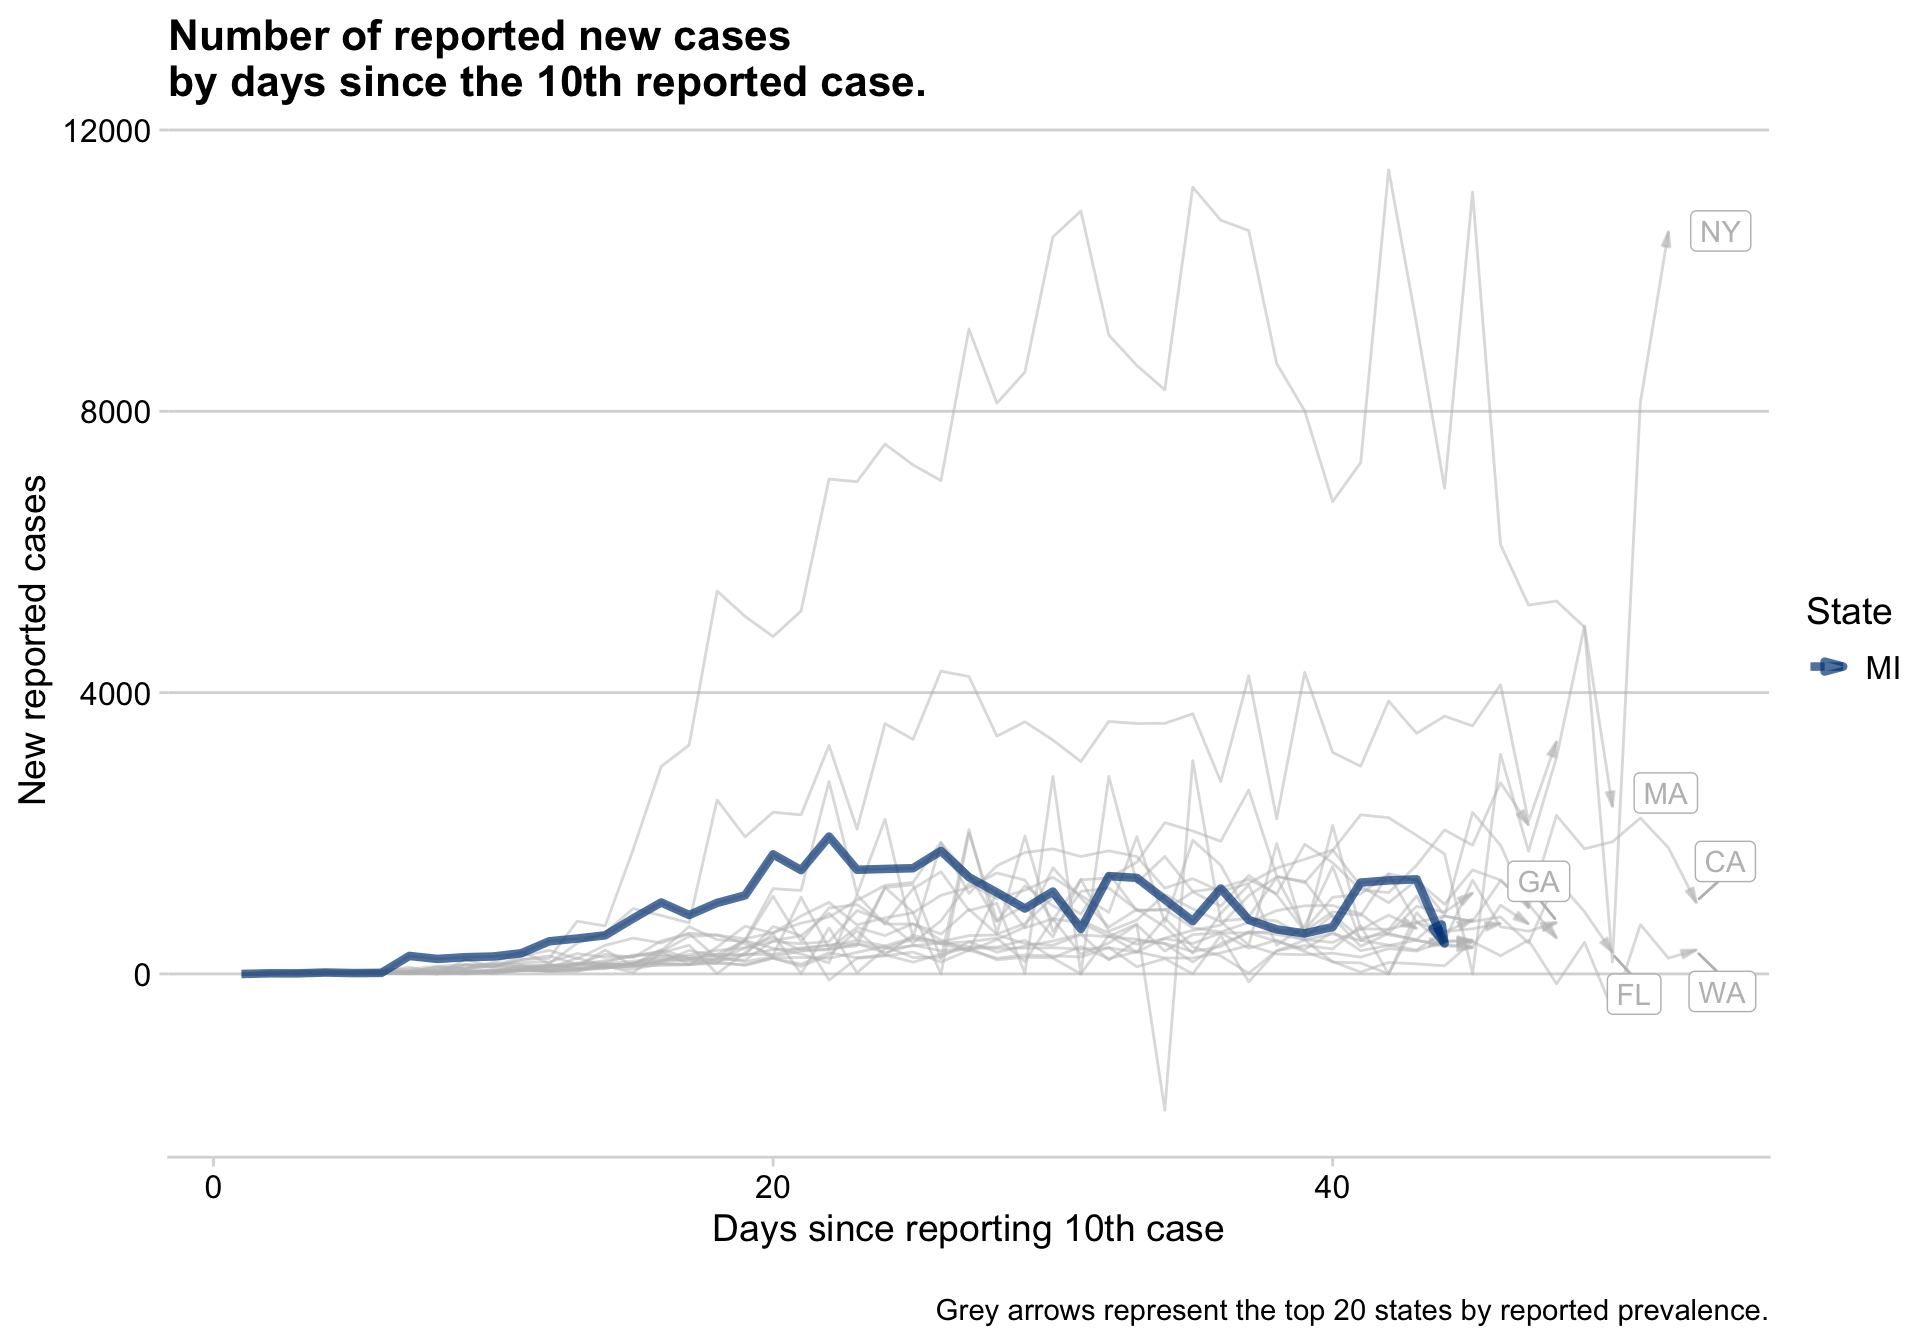 Number of reported new cases
by days since the 10th reported case.
12000
8000
4000
0
New reported cases
NY
MA
CA
GA
FL
WA
State
MI
0
20
40
Days since reporting 10th case
Grey arrows represent the top 20 states by reported prevalence.